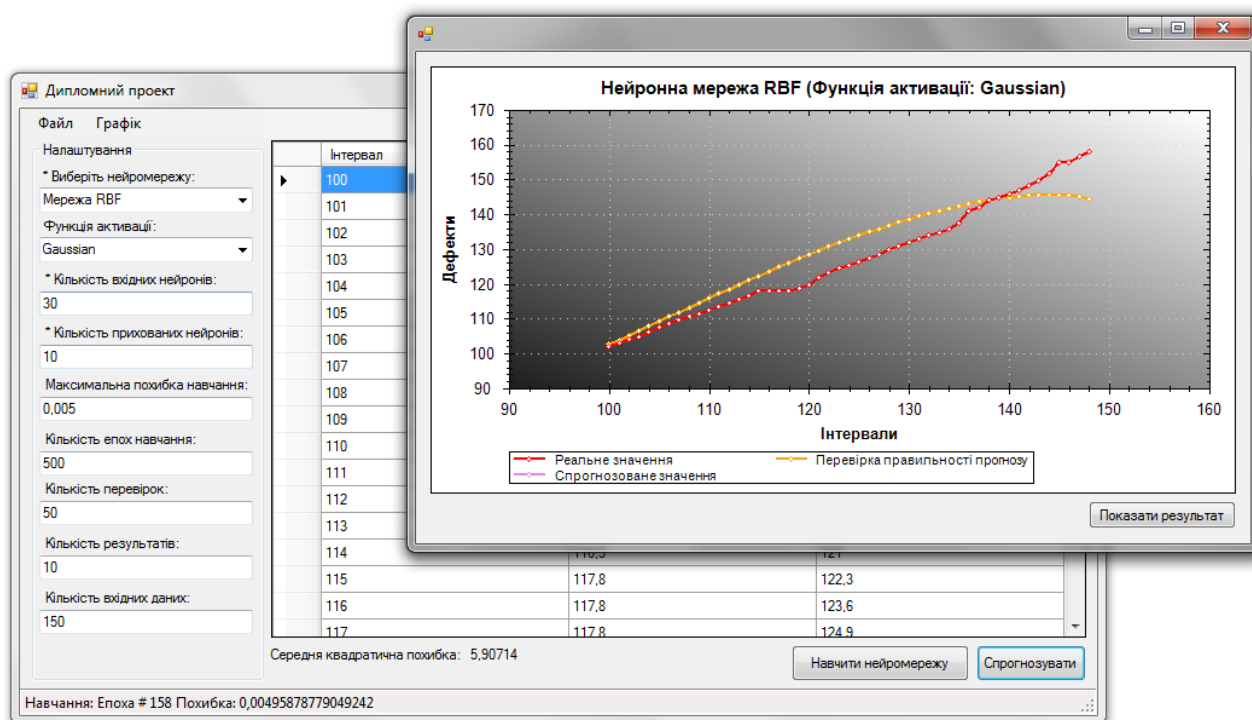 Нейронна мережа RBF (Функція активації: Gaussian)
170
160
150
140
130
120
110
100
90
Дефекти
90 100 110 120 130 140 150 160
Інтервали
Реальне значення
Перевірка правильності прогнозу
Спрогнозоване значення
Показати результат
Дипломний проект
Файл Графік
Налаштування
* Виберіть нейромережу:
Мережа RBF
Функція активації:
Gaussian
* Кількість вхідних нейронів:
30
* Кількість прихованих нейронів:
10
Максимальна похибка навчання:
0,005
Кількість епох навчання:
500
Кількість перевірок:
50
Кількість результатів:
10
Кількість вхідних даних:
150
Інтервал
100
101
102
103
104
105
106
107
108
109
110
111
112
113
114
115 117,8 122,3
116 117,8 123,6
117 117,8 124,9
Середня квадратична похибка: 5,90714
Навчити нейромережу
Спрогнозувати
Навчання: Епоха # 158 Похибка: 0,00495878779049242